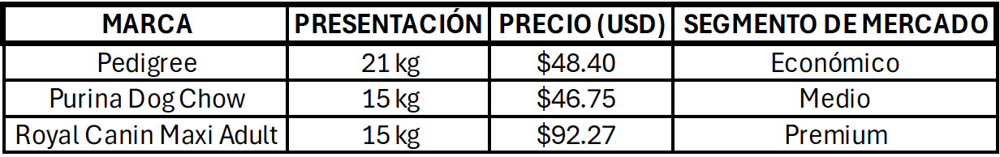 MARCA PRESENTACIÓN PRECIO (USD) SEGMENTO DE MERCADO
Pedigree 21 kg $48.40 Económico
Purina Dog Chow 15 kg $46.75 Medio
Royal Canin Maxi Adult 15 kg $92.27 Premium